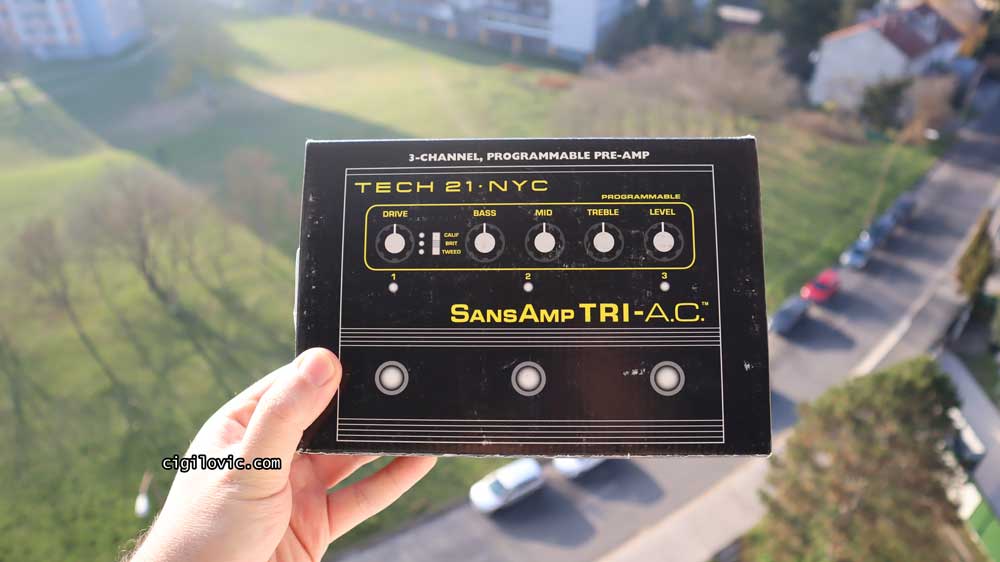 3-CHANNEL, PROGRAMMABLE PRE-AMP
TECH 21·NYC
PROGRAMMABLE
DRIVE BASS MID TREBLE LEVEL
CALIF
BRIT
TWEED
1 2 3
SANSAMP TRI-A.C.™
cigilovic.com